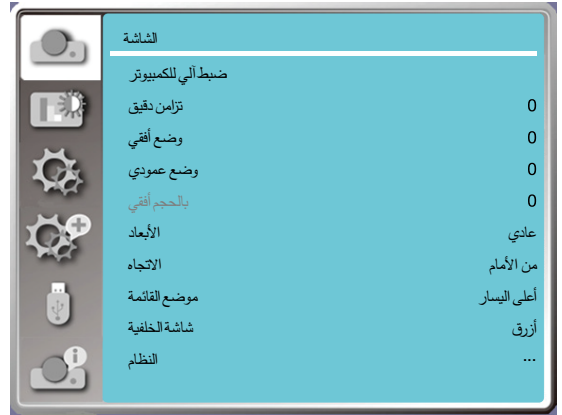 الشاشة
ضبط آلي للكمبيوتر
تزامن دقيق 0
وضع أفقي 0
وضع عمودي 0
بالحجم أفقي 0
الأبعاد عادي
الاتجاه من الأمام
موضع القائمة أعلى اليسار
شاشة الخلفية أزرق
النظام ...